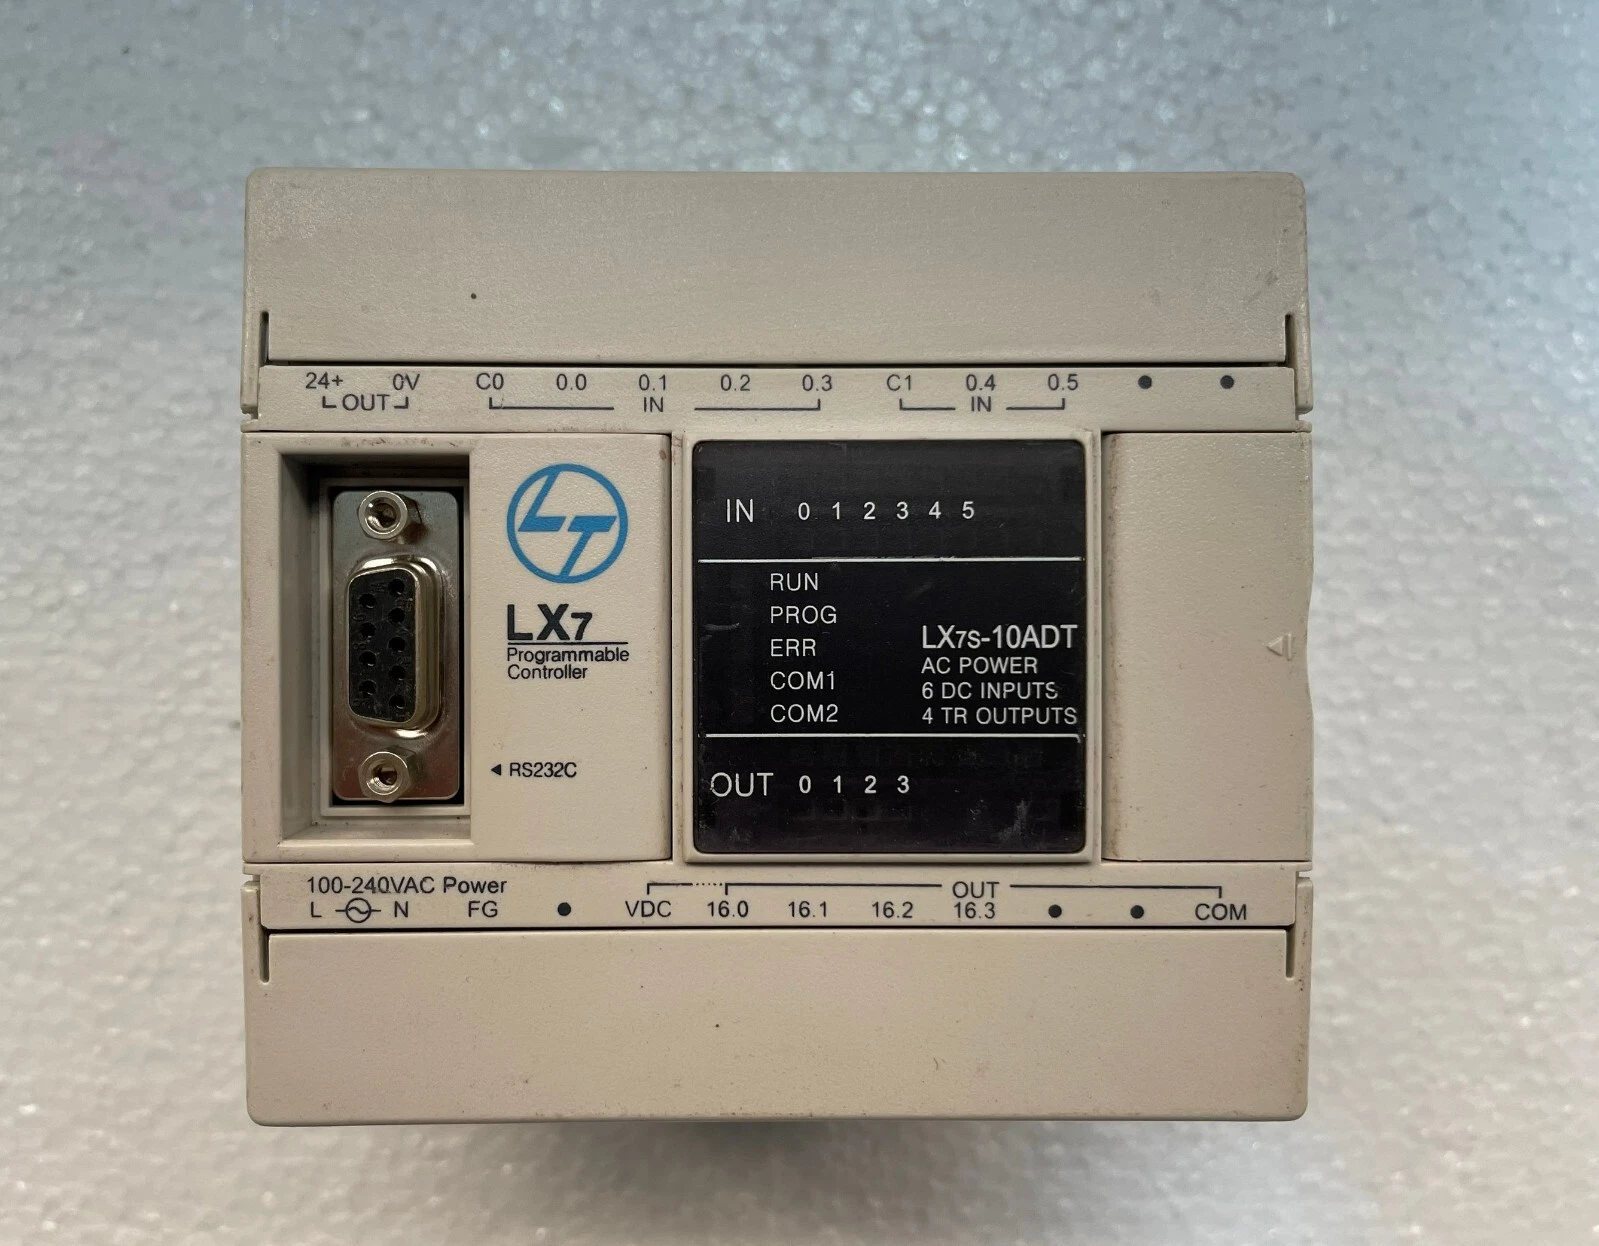 24+ 0V C0 0.0 0.1 0.2 0.3 C1 0.4 0.5 ● ●
OUT IN IN
LT
LX7
Programmable
Controller
◄ RS232C
IN 0 1 2 3 4 5
RUN
PROG
ERR
COM1
COM2
LX7S-10ADT
AC POWER
6 DC INPUTS
4 TR OUTPUTS
OUT 0 1 2 3
100-240VAC Power OUT
L N FG ● VDC 16.0 16.1 16.2 16.3 ● ● COM